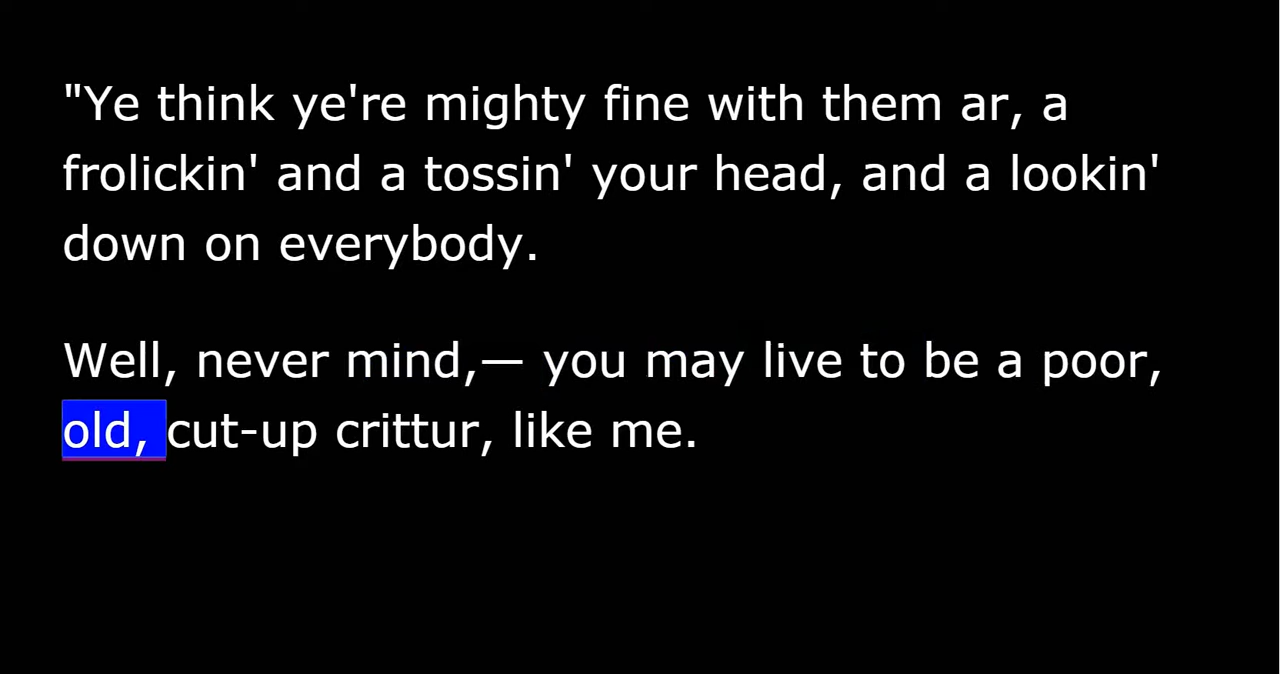 "Ye think ye're mighty fine with them ar, a
frolickin' and a tossin' your head, and a lookin'
down on everybody.
Well, never mind,— you may live to be a poor,
old, cut-up crittur, like me.